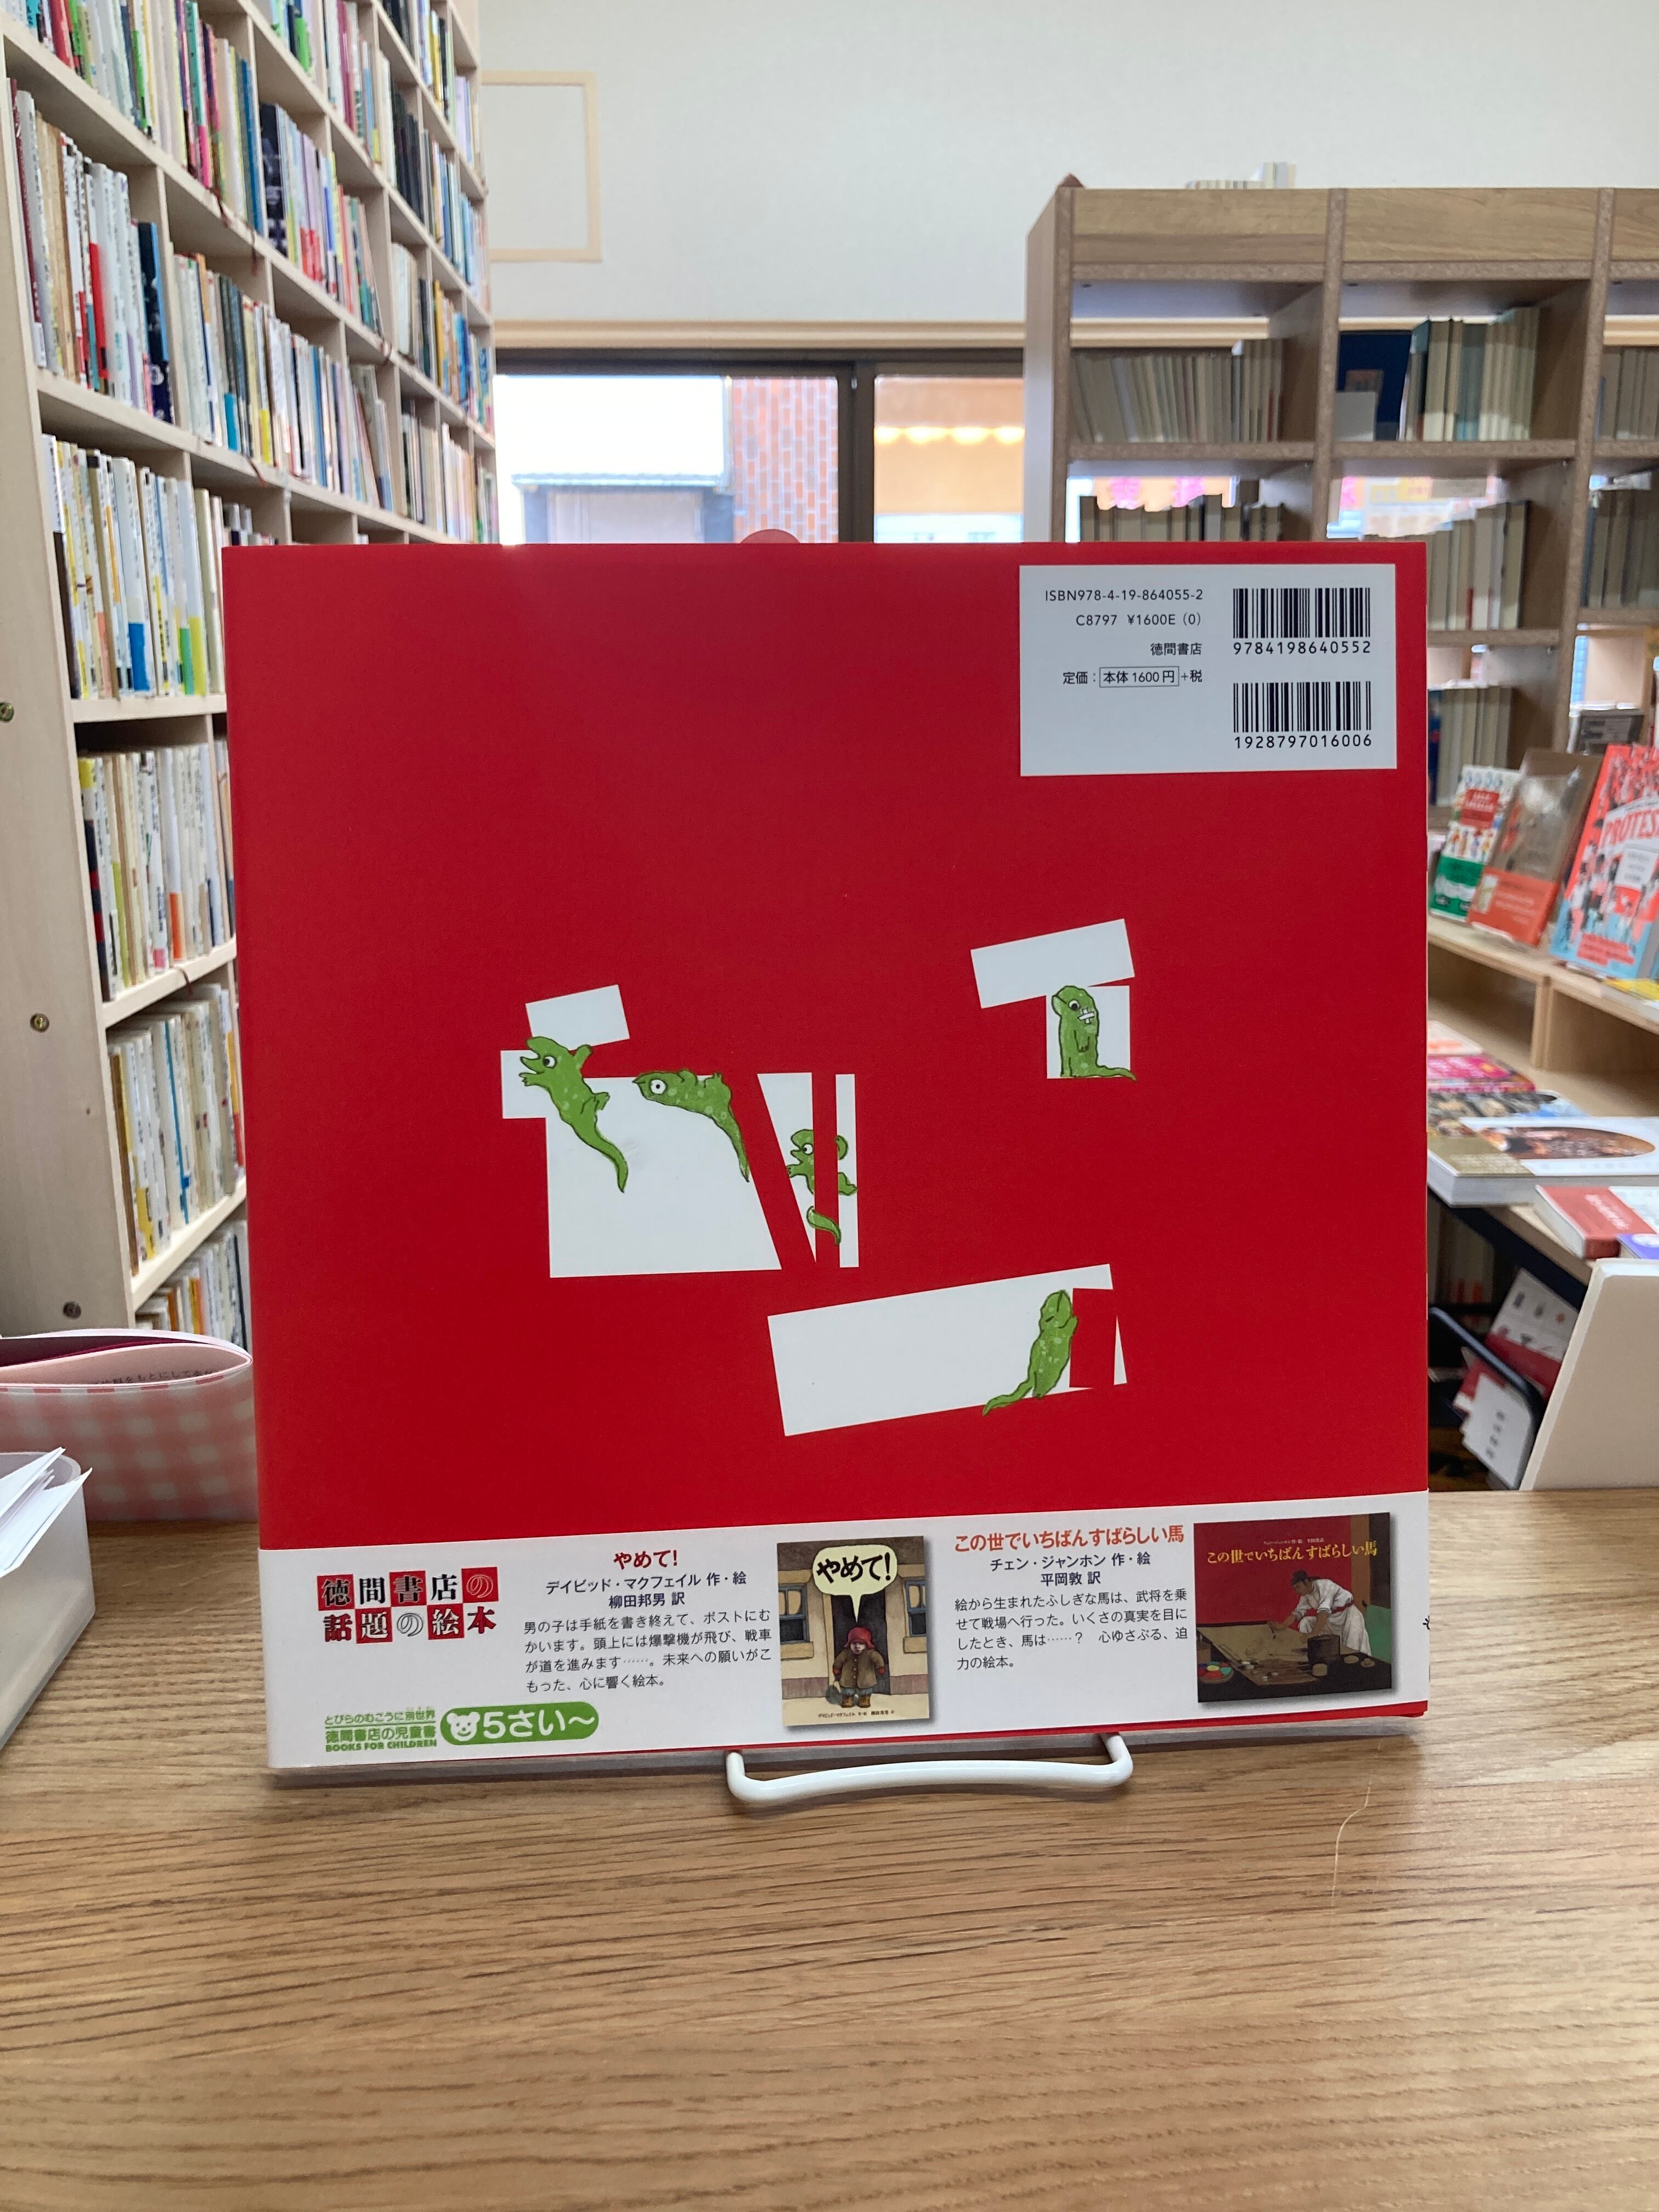 ISBN978-4-19-864055-2
C8797 ¥1600E (0)
徳間書店
定価：本体1600円+税
9784198640552
1928797016006
PROTES
徳間書店の
話題の絵本
やめて！
デイビッド・マクフェイル 作・絵
柳田邦男 訳
男の子は手紙を書き終えて、ポストにむ
かいます。頭上には爆撃機が飛び、戦車
が道を進みます……。未来への願いがこ
もった、心に響く絵本。
やめて！
この世でいちばんすばらしい馬
チェン・ジャンホン 作・絵
平岡敦 訳
絵から生まれたふしぎな馬は、武将を乗
せて戦場へ行った。いくさの真実を目に
したとき、馬は……？　心ゆさぶる、迫
力の絵本。
この世でいちばんすばらしい馬
とびらのむこうに別世界
徳間書店の児童書
BOOKS FOR CHILDREN
5さい～